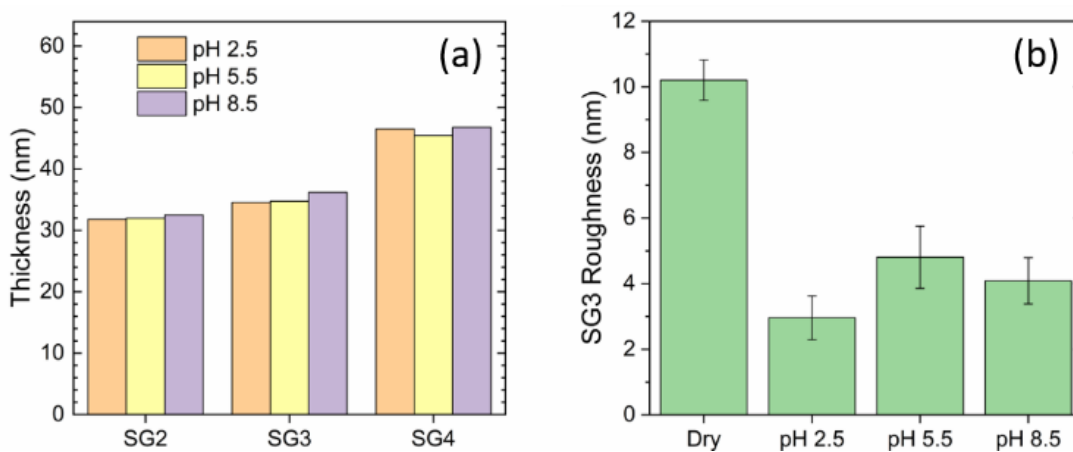 (a)
pH 2.5
pH 5.5
pH 8.5
Thickness (nm)
60
50
40
30
20
10
0
SG2 SG3 SG4
(b)
SG3 Roughness (nm)
12
10
8
6
4
2
0
Dry pH 2.5 pH 5.5 pH 8.5